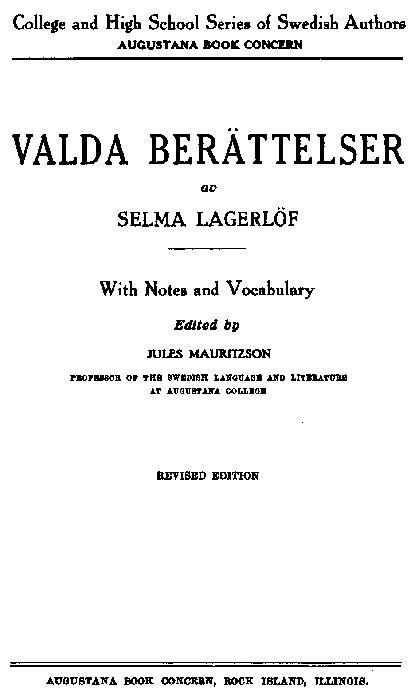 College and High School Series of Swedish Authors
AUGUSTANA BOOK CONCERN
VALDA BERÄTTELSER
av
SELMA LAGERLÖF
With Notes and Vocabulary
Edited by
JULES MAURITZSON
PROFESSOR OF THE SWEDISH LANGUAGE AND LITERATURE
AT AUGUSTANA COLLEGE
REVISED EDITION
AUGUSTANA BOOK CONCERN, ROCK ISLAND, ILLINOIS.